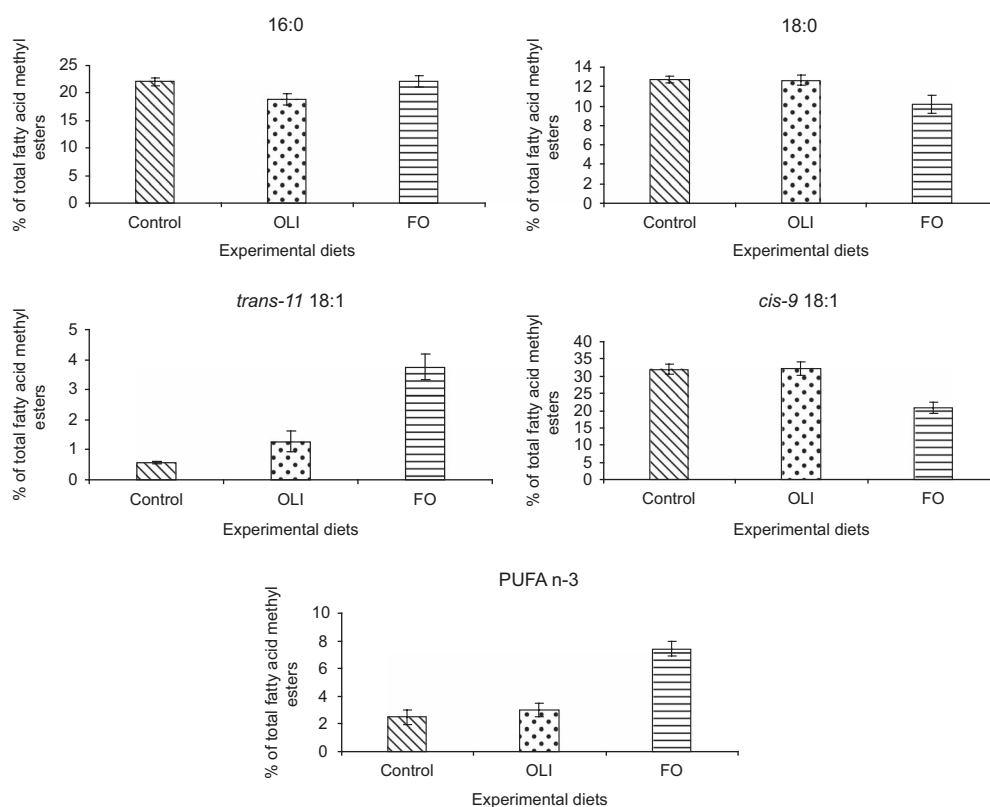 16:0
% of total fatty acid methyl
esters
25
20
15
10
5
0
Control
OLI
FO
Experimental diets
18:0
% of total fatty acid methyl
esters
14
12
10
8
6
4
2
0
Control
OLI
FO
Experimental diets
trans-11 18:1
% of total fatty acid methyl
esters
5
4
3
2
1
0
Control
OLI
FO
Experimental diets
cis-9 18:1
% of total fatty acid methyl
esters
40
35
30
25
20
15
10
5
0
Control
OLI
FO
Experimental diets
PUFA n-3
% of total fatty acid methyl
esters
10
8
6
4
2
0
Control
OLI
FO
Experimental diets